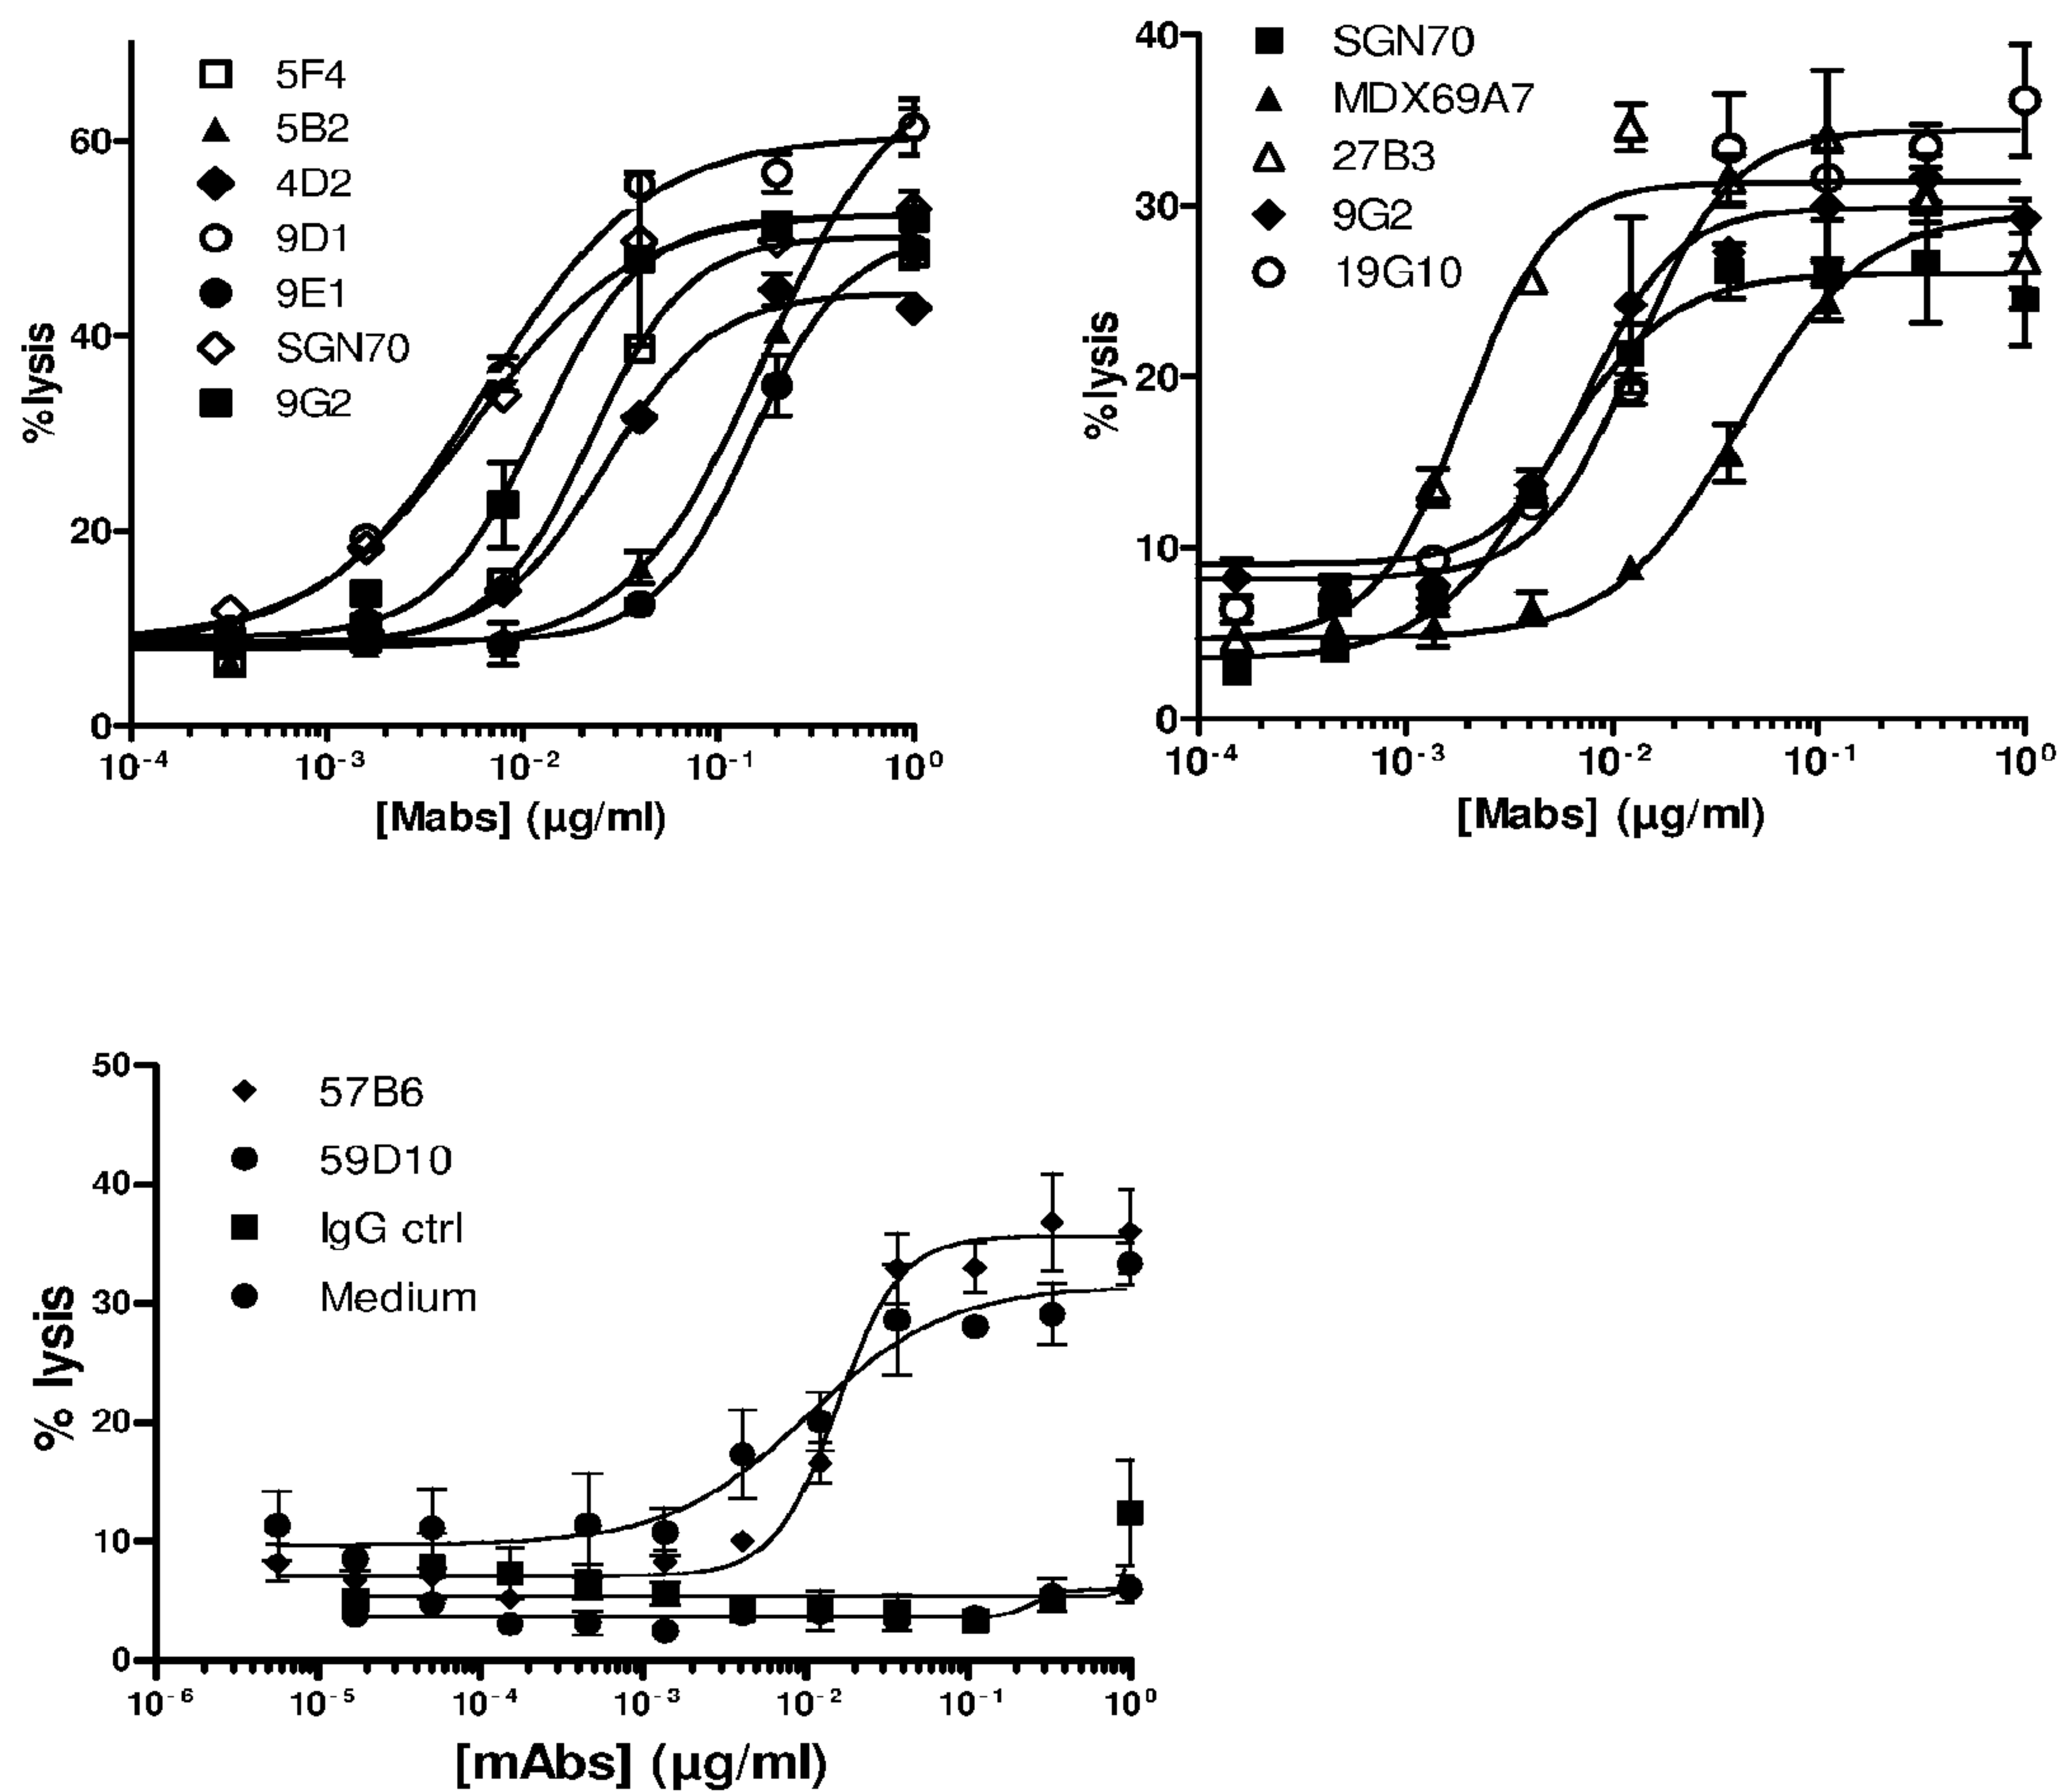 5F4
5B2
4D2
9D1
9E1
SGN70
9G2
60
40
20
0
%lysis
10⁻⁴ 10⁻³ 10⁻² 10⁻¹ 10⁰
[Mabs] (µg/ml)
SGN70
MDX69A7
27B3
9G2
19G10
40
30
20
10
0
%lysis
10⁻⁴ 10⁻³ 10⁻² 10⁻¹ 10⁰
[Mabs] (µg/ml)
57B6
59D10
IgG ctrl
Medium
50
40
30
20
10
0
% lysis
10⁻⁶ 10⁻⁵ 10⁻⁴ 10⁻³ 10⁻² 10⁻¹ 10⁰
[mAbs] (µg/ml)